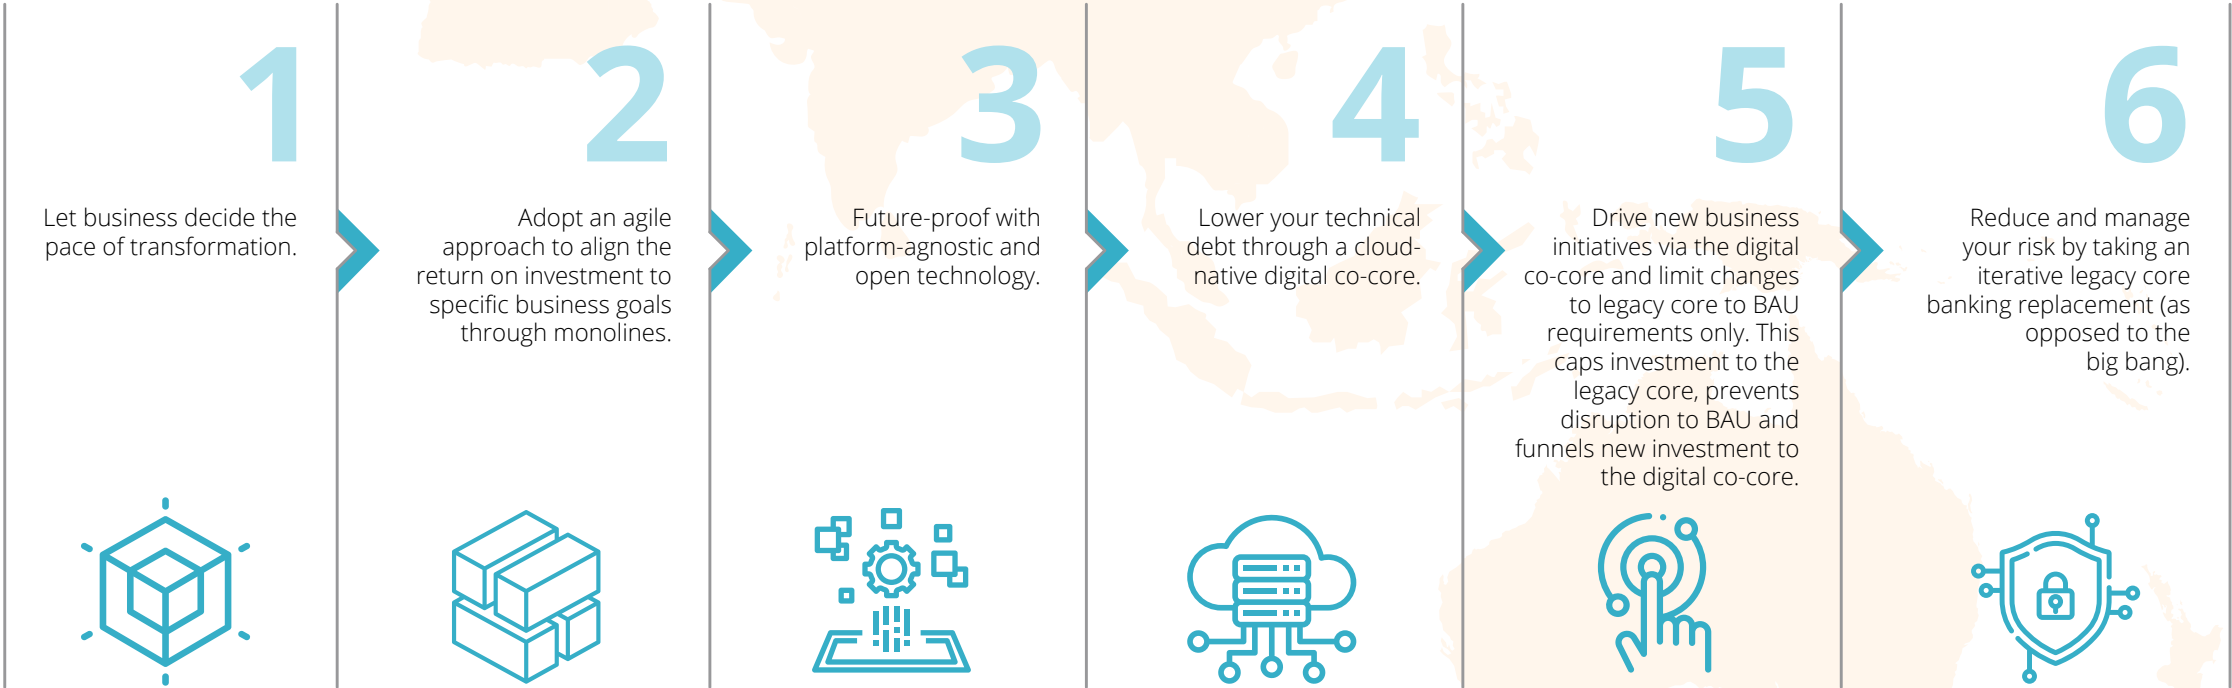 1
Let business decide the
pace of transformation.
2
Adopt an agile
approach to align the
return on investment to
specific business goals
through monolines.
3
Future-proof with
platform-agnostic and
open technology.
4
Lower your technical
debt through a cloud-
native digital co-core.
5
Drive new business
initiatives via the digital
co-core and limit changes
to legacy core to BAU
requirements only. This
caps investment to the
legacy core, prevents
disruption to BAU and
funnels new investment to
the digital co-core.
6
Reduce and manage
your risk by taking an
iterative legacy core
banking replacement (as
opposed to the
big bang).